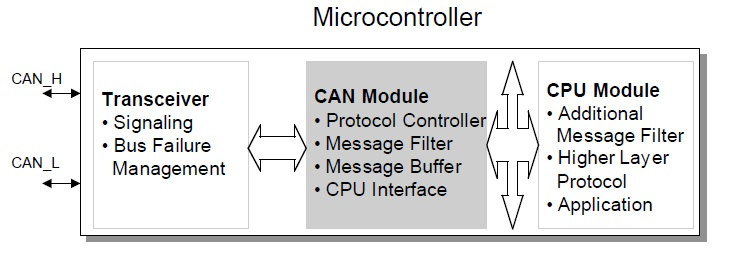 Microcontroller
CAN_H
CAN_L
Transceiver
• Signaling
• Bus Failure
Management
CAN Module
• Protocol Controller
• Message Filter
• Message Buffer
• CPU Interface
CPU Module
• Additional
Message Filter
• Higher Layer
Protocol
• Application